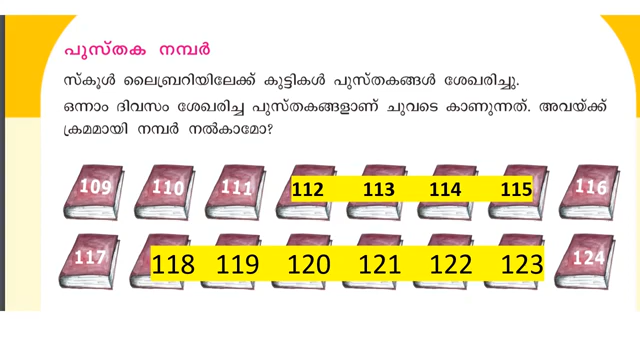 പുസ്തക നമ്പർ
സ്കൂൾ ലൈബ്രറിയിലേക്ക് കുട്ടികൾ പുസ്തകങ്ങൾ ശേഖരിച്ചു.
ഒന്നാം ദിവസം ശേഖരിച്ച പുസ്തകങ്ങളാണ് ചുവടെ കാണുന്നത്. അവയ്ക്ക്
ക്രമമായി നമ്പർ നൽകാമോ?
109 110 111 112 113 114 115 116
117 118 119 120 121 122 123 124